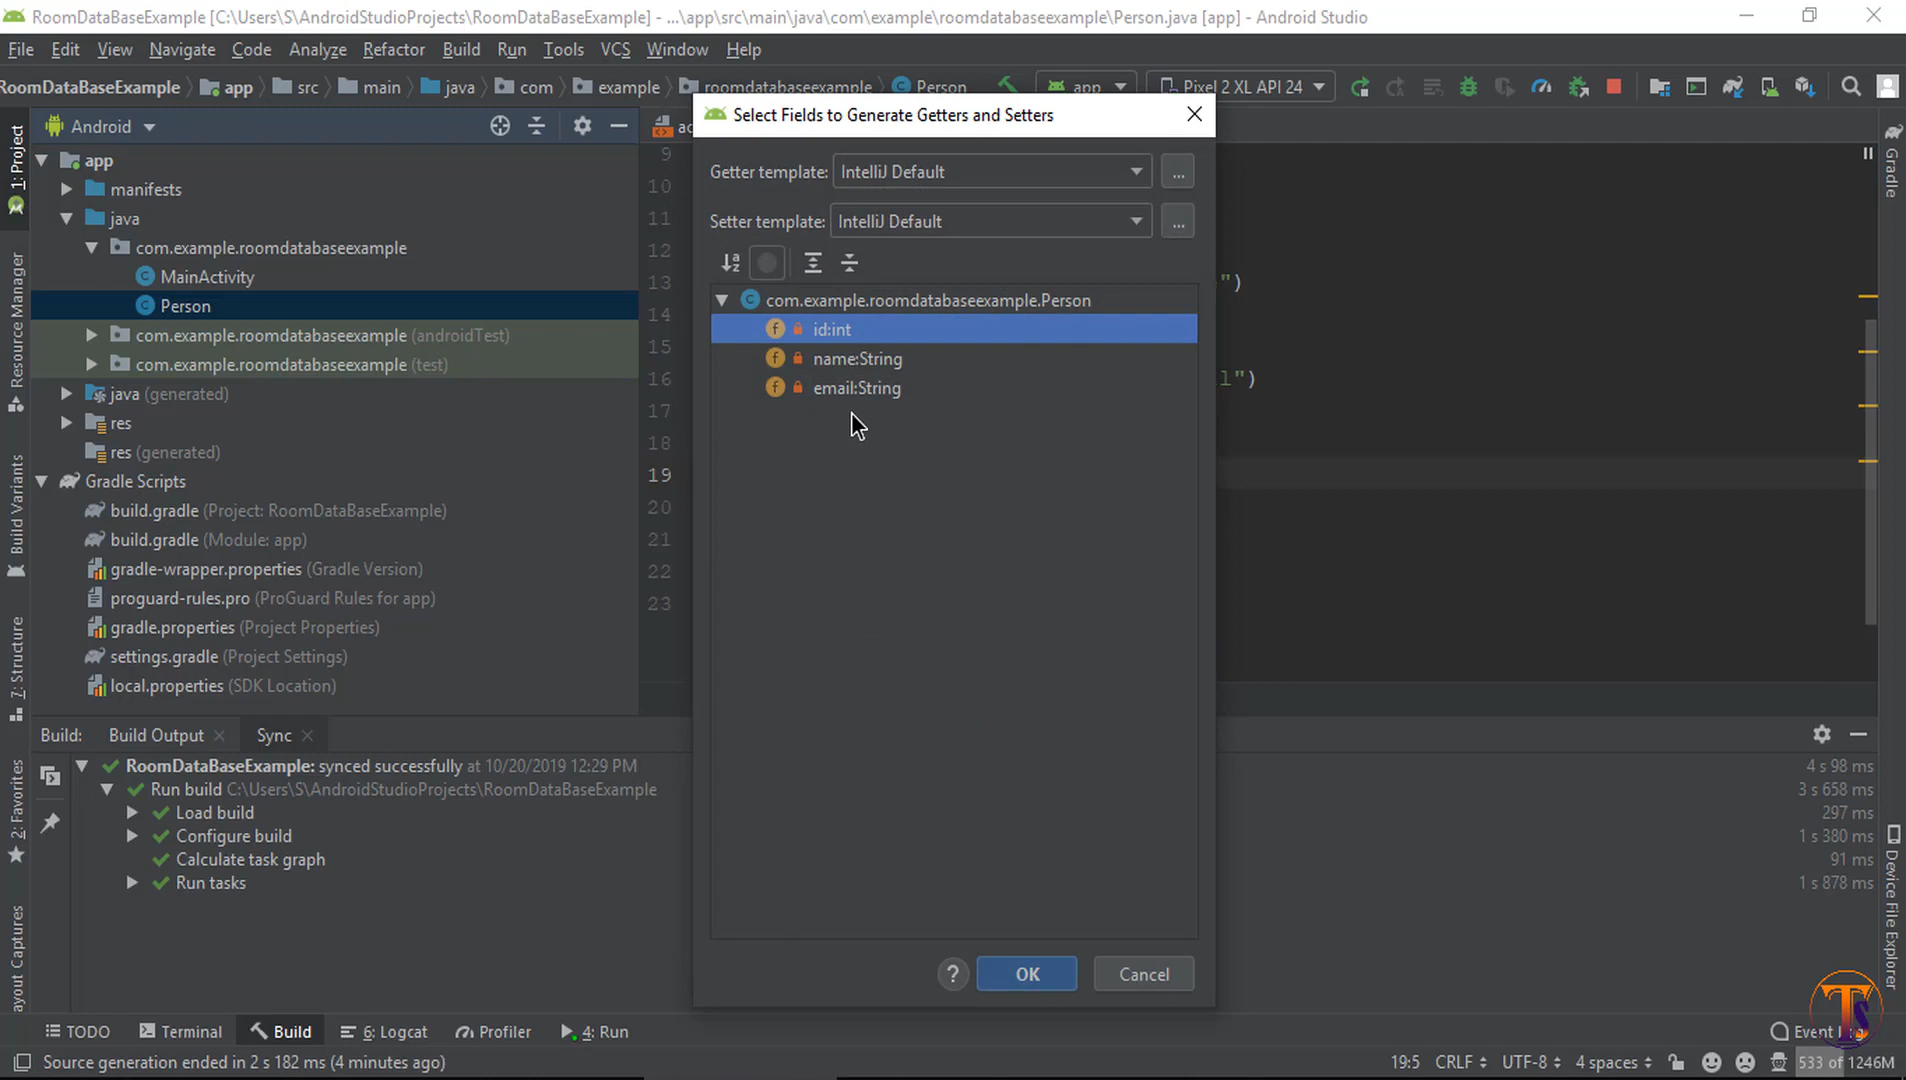 RoomDataBaseExample [C:\Users\S\AndroidStudioProjects\RoomDataBaseExample] - ...\app\src\main\java\com\example\roomdatabaseexample\Person.java [app] - Android Studio
File Edit View Navigate Code Analyze Refactor Build Run Tools VCS Window Help
RoomDataBaseExample app src main java com example roomdatabaseexample Person app Pixel 2 XL API 24
Android
1: Project
Resource Manager
Build Variants
7: Structure
2: Favorites
ayout Captures
app
manifests
java
com.example.roomdatabaseexample
MainActivity
Person
com.example.roomdatabaseexample (androidTest)
com.example.roomdatabaseexample (test)
java (generated)
res
res (generated)
Gradle Scripts
build.gradle (Project: RoomDataBaseExample)
build.gradle (Module: app)
gradle-wrapper.properties (Gradle Version)
proguard-rules.pro (ProGuard Rules for app)
gradle.properties (Project Properties)
settings.gradle (Project Settings)
local.properties (SDK Location)
ac
9
10
11
12
13
14
15
16
17
18
19
20
21
22
23
")
l")
Select Fields to Generate Getters and Setters
Getter template: IntelliJ Default ...
Setter template: IntelliJ Default ...
com.example.roomdatabaseexample.Person
f id:int
f name:String
f email:String
? OK Cancel
Gradle
Device File Explorer
Build: Build Output Sync
RoomDataBaseExample: synced successfully at 10/20/2019 12:29 PM 4 s 98 ms
Run build C:\Users\S\AndroidStudioProjects\RoomDataBaseExample 3 s 658 ms
Load build 297 ms
Configure build 1 s 380 ms
Calculate task graph 91 ms
Run tasks 1 s 878 ms
TODO Terminal Build 6: Logcat Profiler 4: Run Event Log
TS
Source generation ended in 2 s 182 ms (4 minutes ago) 19:5 CRLF UTF-8 4 spaces 533 of 1246M